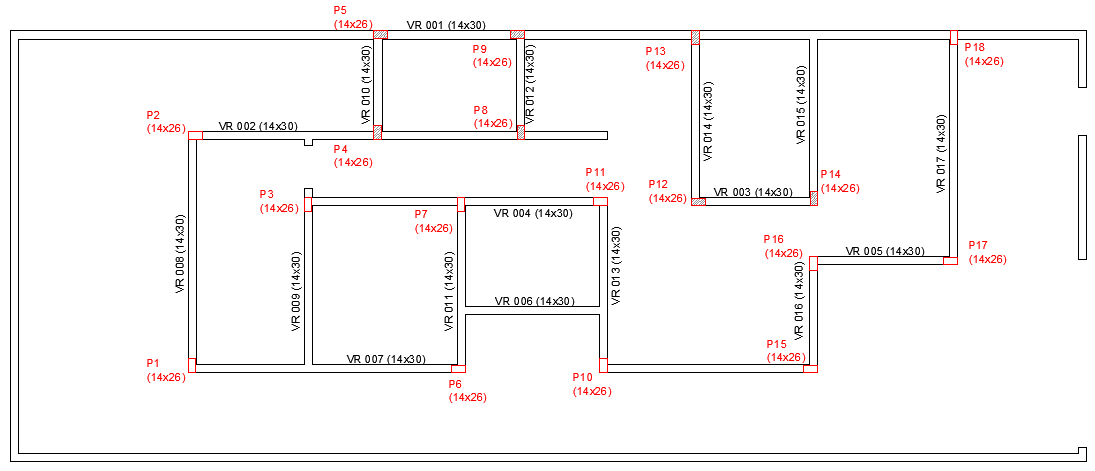 P5
(14x26)
VR 001 (14x30)
P9
(14x26)
P13
(14x26)
P18
(14x26)
VR 010 (14x30)
VR 012 (14x30)
VR 014 (14x30)
VR 015 (14x30)
VR 017 (14x30)
P2
(14x26)
VR 002 (14x30)
P8
(14x26)
P4
(14x26)
P3
(14x26)
P7
(14x26)
P11
(14x26)
P12
(14x26)
VR 003 (14x30)
P14
(14x26)
VR 004 (14x30)
P16
(14x26)
VR 005 (14x30)
P17
(14x26)
VR 008 (14x30)
VR 009 (14x30)
VR 011 (14x30)
VR 013 (14x30)
VR 016 (14x30)
VR 006 (14x30)
P1
(14x26)
VR 007 (14x30)
P6
(14x26)
P10
(14x26)
P15
(14x26)